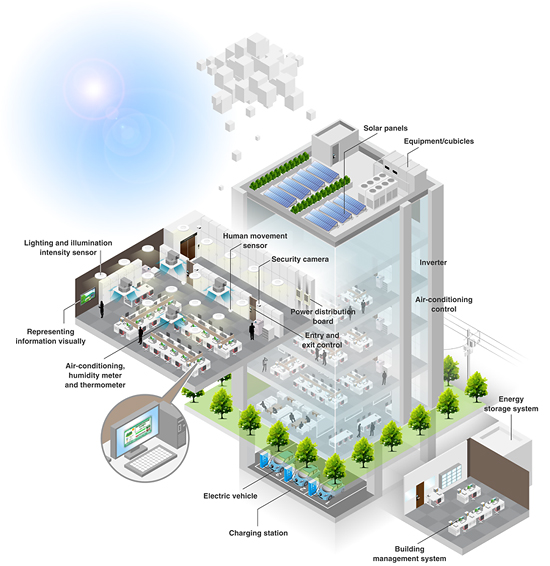 Solar panels
Equipment/cubicles
Human movement
sensor
Lighting and illumination
intensity sensor
Security camera
Inverter
Power distribution
board
Air-conditioning
control
Representing
information visually
Entry and
exit control
Air-conditioning,
humidity meter
and thermometer
Energy
storage system
Electric vehicle
Charging station
Building
management system